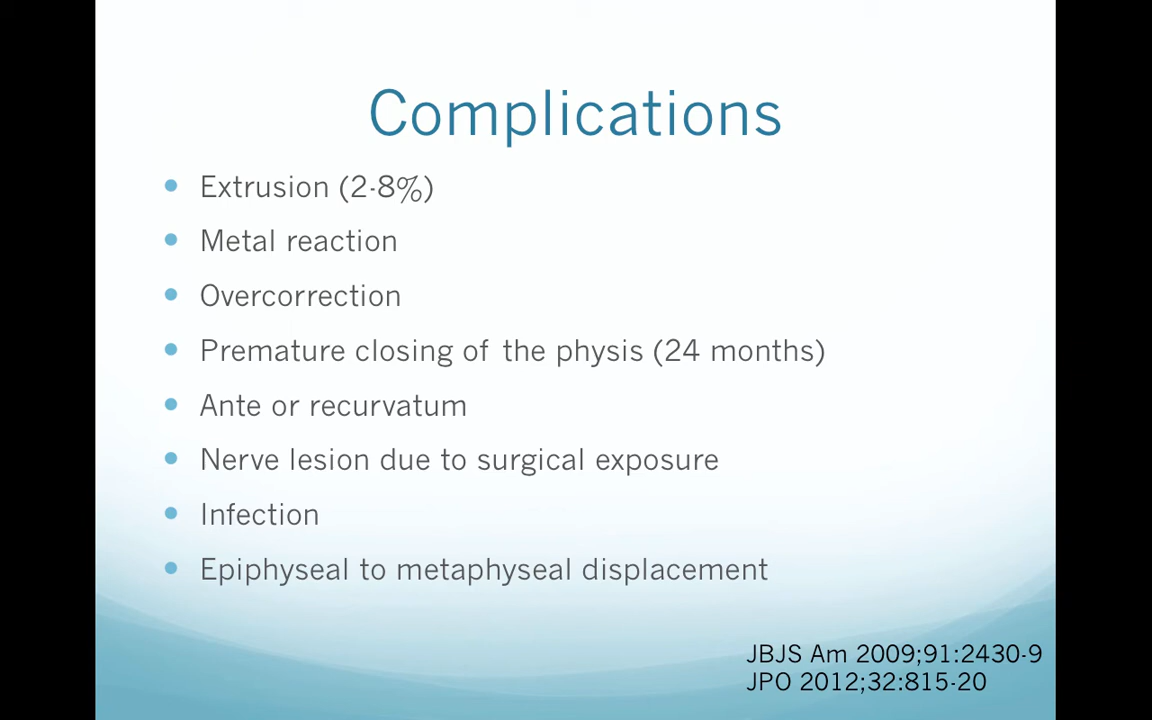 Complications
• Extrusion (2-8%)
• Metal reaction
• Overcorrection
• Premature closing of the physis (24 months)
• Ante or recurvatum
• Nerve lesion due to surgical exposure
• Infection
• Epiphyseal to metaphyseal displacement
JBJS Am 2009;91:2430-9
JPO 2012;32:815-20